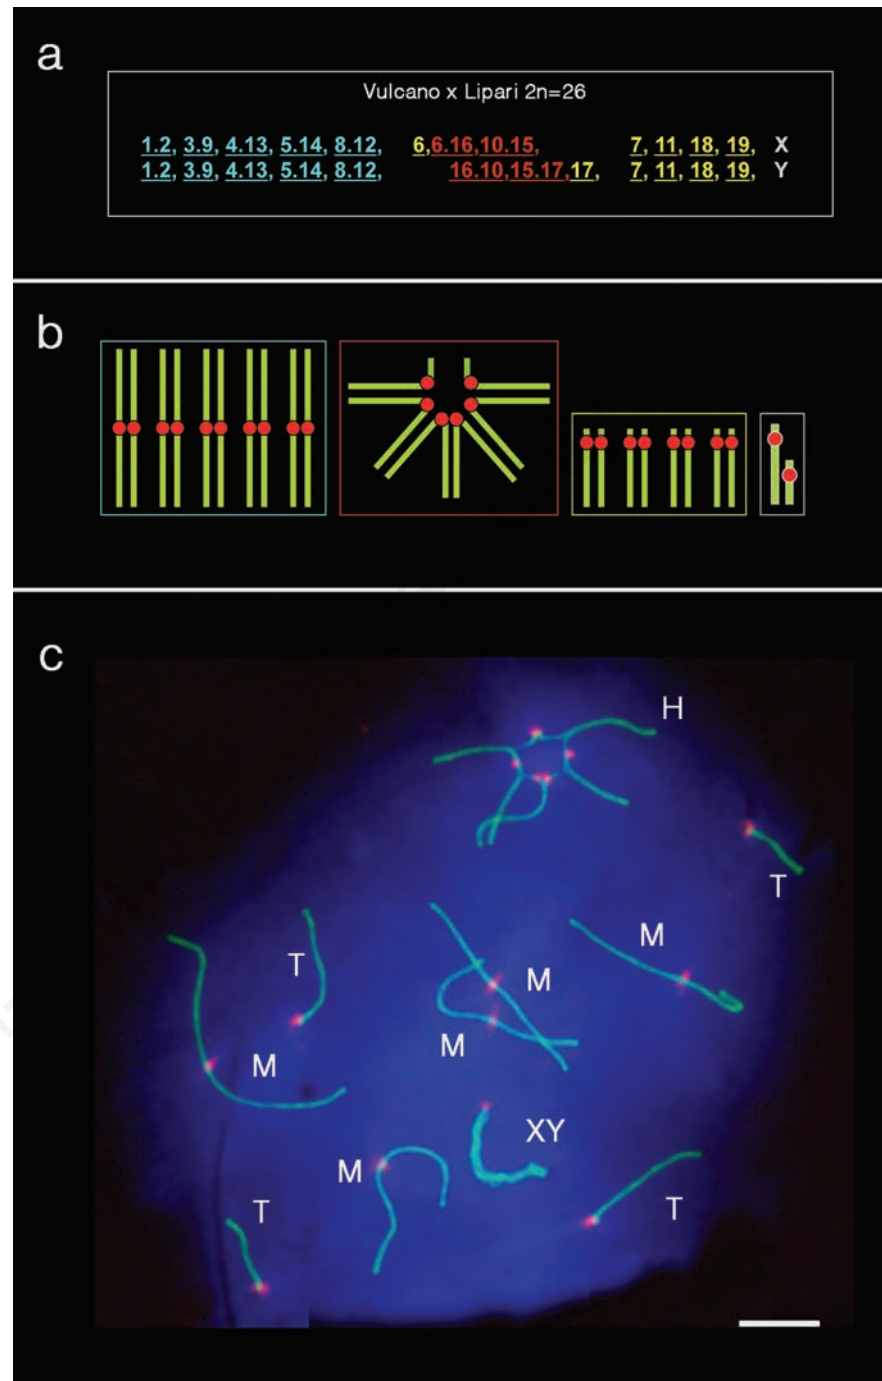 a
Vulcano x Lipari 2n=26
1.2, 3.9, 4.13, 5.14, 8.12, 6,6.16,10.15, 7, 11, 18, 19, X
1.2, 3.9, 4.13, 5.14, 8.12, 16.10,15.17,17, 7, 11, 18, 19, Y
b
c
H
T
M
T
M
M
M
XY
M
T
T